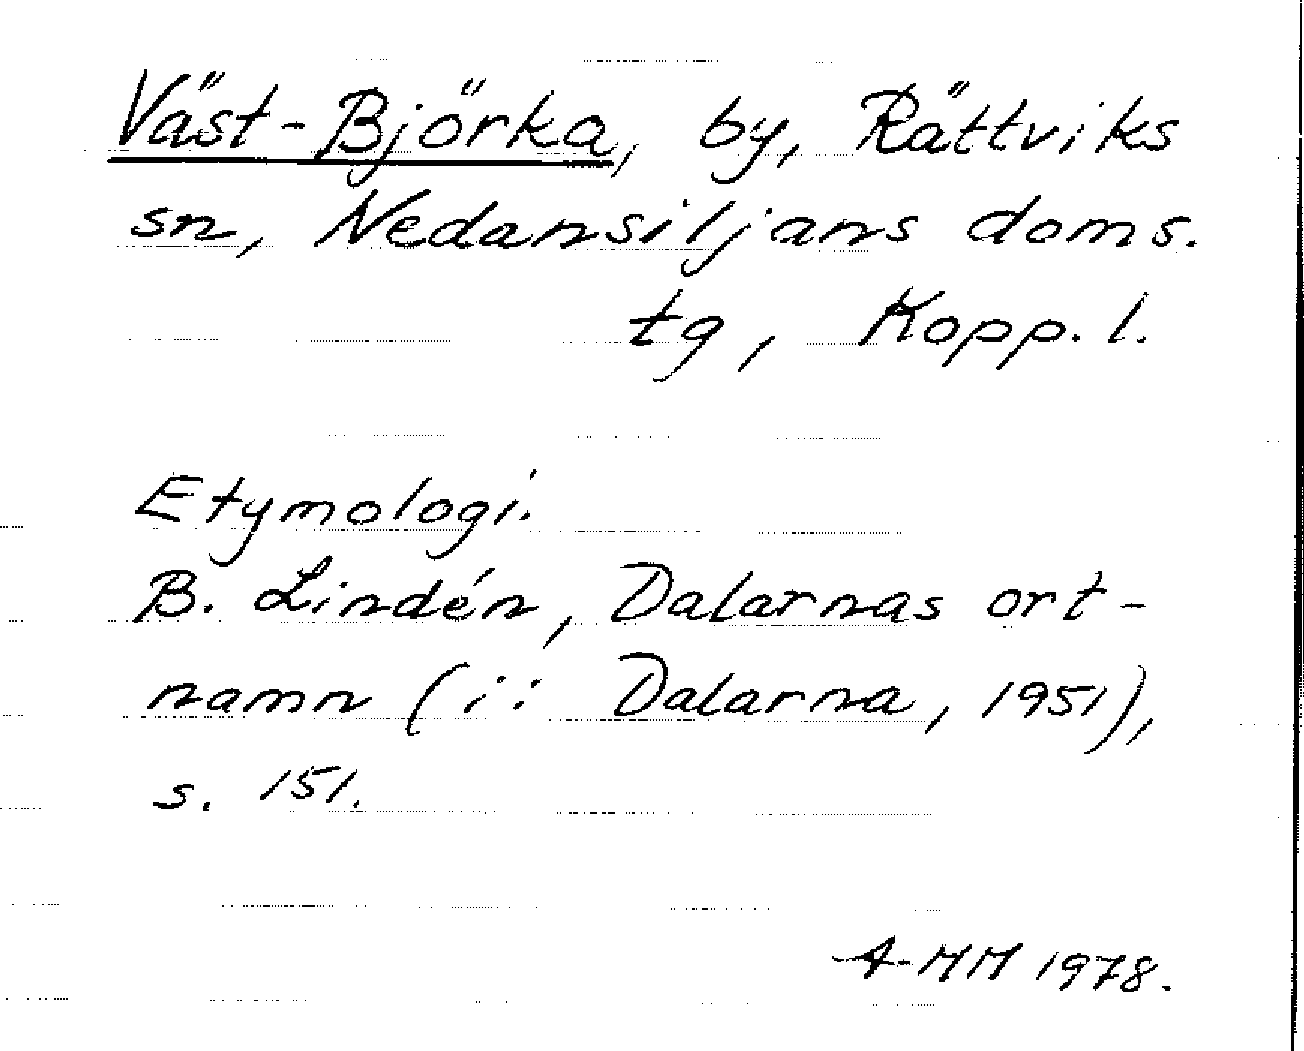 Väst-Björka, by, Rättviks
sn, Nedansiljans doms.
tg, Kopp. l.
Etymologi.
B. Lindén, Dalarnas ort-
namn (i: Dalarna, 1951),
s. 151.
A-MM 1978.